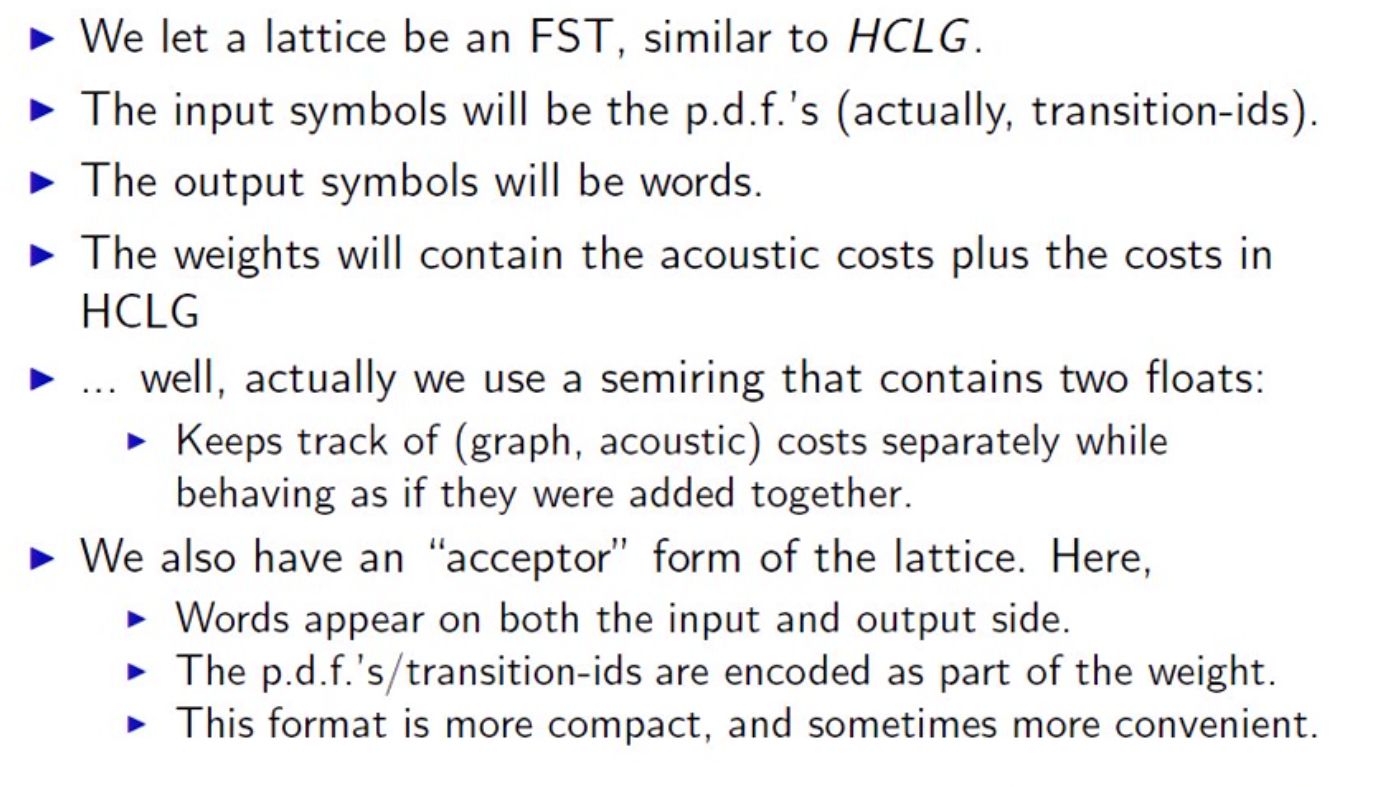 ▶ We let a lattice be an FST, similar to HCLG.
▶ The input symbols will be the p.d.f.'s (actually, transition-ids).
▶ The output symbols will be words.
▶ The weights will contain the acoustic costs plus the costs in
HCLG
▶ ... well, actually we use a semiring that contains two floats:
▶ Keeps track of (graph, acoustic) costs separately while
behaving as if they were added together.
▶ We also have an “acceptor” form of the lattice. Here,
▶ Words appear on both the input and output side.
▶ The p.d.f.'s/transition-ids are encoded as part of the weight.
▶ This format is more compact, and sometimes more convenient.